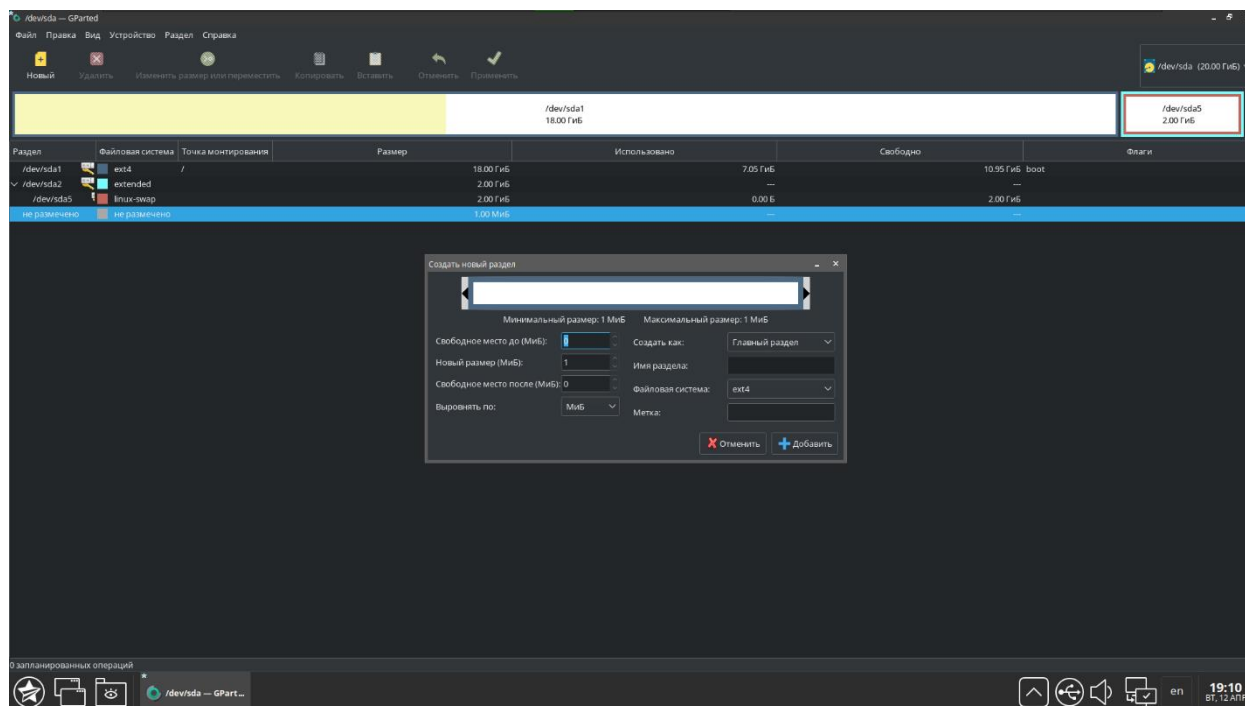 /dev/sda — GParted
Файл Правка Вид Устройство Раздел Справка
Новый Удалить Изменить размер или переместить Копировать Вставить Отменить Применить
/dev/sda (20.00 ГиБ)
/dev/sda1
18.00 ГиБ
/dev/sda5
2.00 ГиБ
Раздел Файловая система Точка монтирования Размер Использовано Свободно Флаги
/dev/sda1 ext4 / 18.00 ГиБ 7.05 ГиБ 10.95 ГиБ boot
/dev/sda2 extended 2.00 ГиБ --- ---
/dev/sda5 linux-swap 2.00 ГиБ 0.00 Б 2.00 ГиБ
не размечено не размечено 1.00 МиБ --- ---
Создать новый раздел
Минимальный размер: 1 МиБ Максимальный размер: 1 МиБ
Свободное место до (МиБ): 0 Создать как: Главный раздел
Новый размер (МиБ): 1 Имя раздела:
Свободное место после (МиБ): 0 Файловая система: ext4
Выровнять по: МиБ Метка:
Отменить Добавить
0 запланированных операций
/dev/sda — GPart...
en
19:10
ВТ, 12 АПР